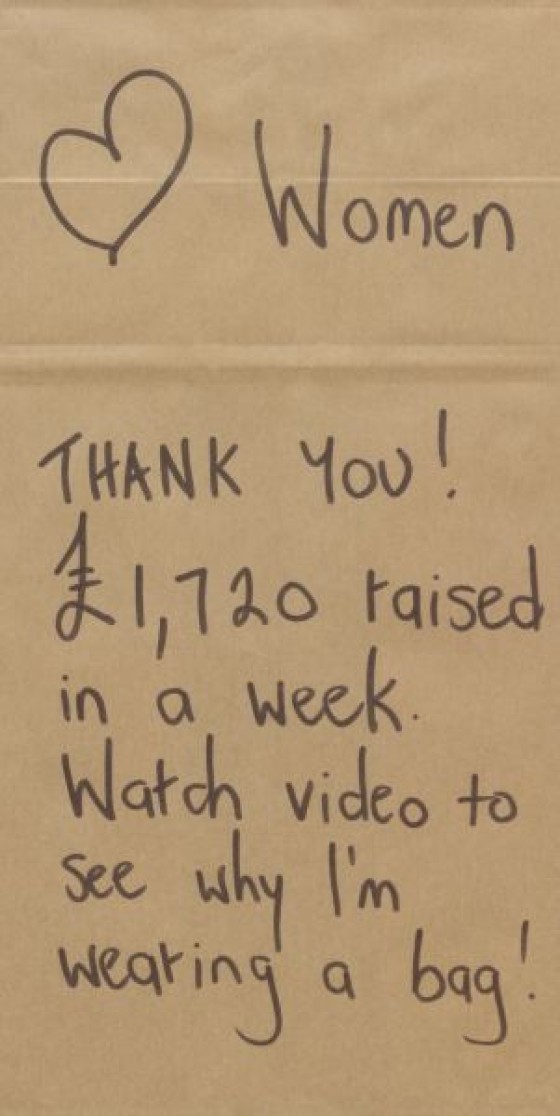 Women
THANK YOU!
£1,720 raised
in a week.
Watch video to
see why I'm
wearing a bag!